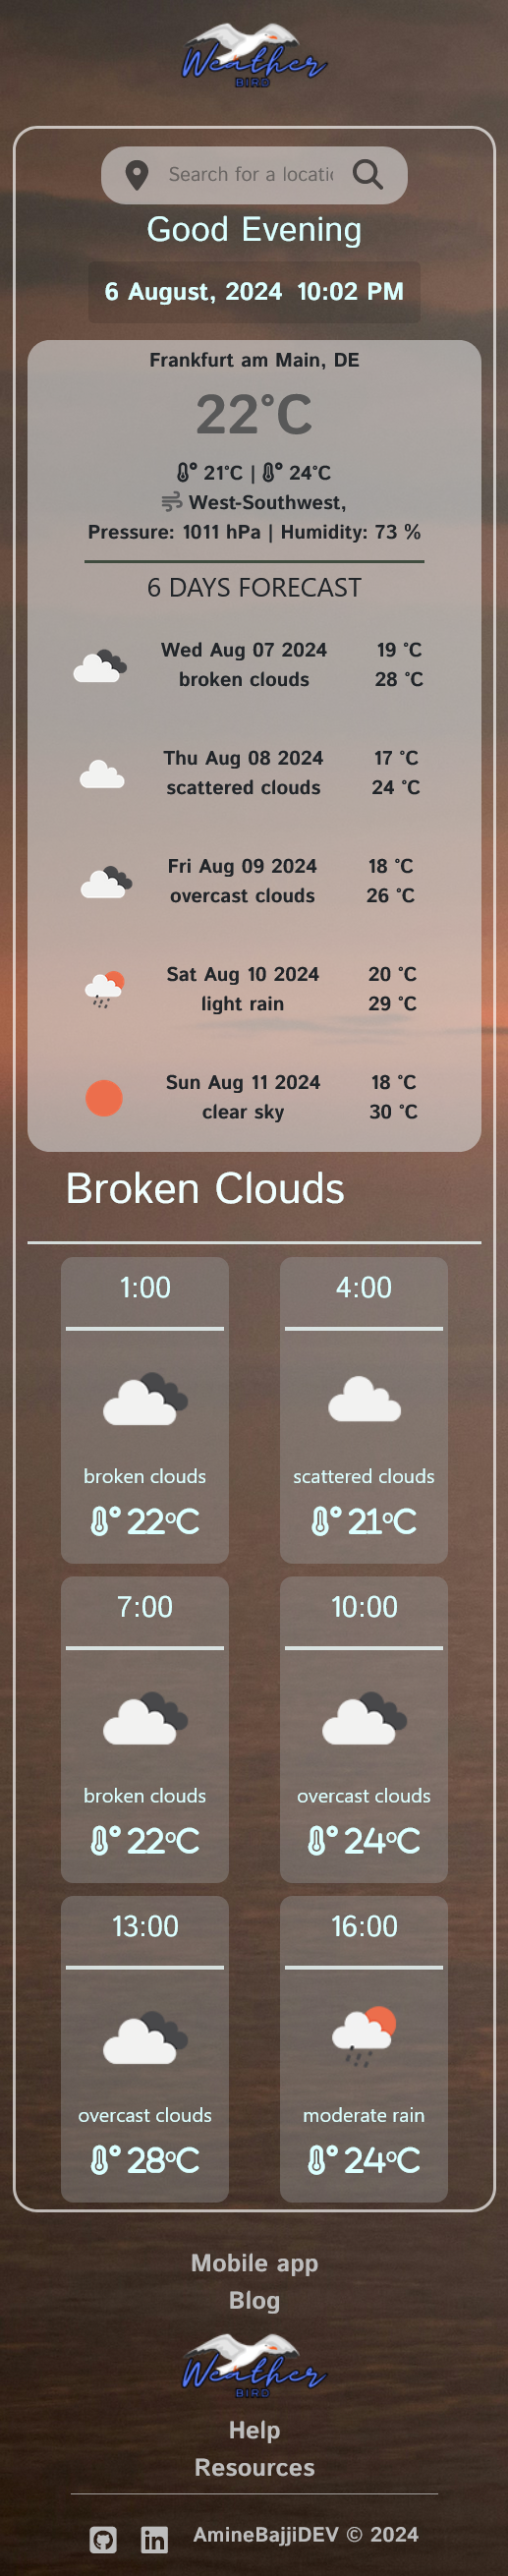 Weather
BIRD
Search for a locati
Good Evening
6 August, 2024 10:02 PM
Frankfurt am Main, DE
22°C
21°C | 24°C
West-Southwest,
Pressure: 1011 hPa | Humidity: 73 %
6 DAYS FORECAST
Wed Aug 07 2024 19 °C
broken clouds 28 °C
Thu Aug 08 2024 17 °C
scattered clouds 24 °C
Fri Aug 09 2024 18 °C
overcast clouds 26 °C
Sat Aug 10 2024 20 °C
light rain 29 °C
Sun Aug 11 2024 18 °C
clear sky 30 °C
Broken Clouds
1:00
broken clouds
22°C
4:00
scattered clouds
21°C
7:00
broken clouds
22°C
10:00
overcast clouds
24°C
13:00
overcast clouds
28°C
16:00
moderate rain
24°C
Mobile app
Blog
Weather
BIRD
Help
Resources
in
AmineBajjiDEV © 2024